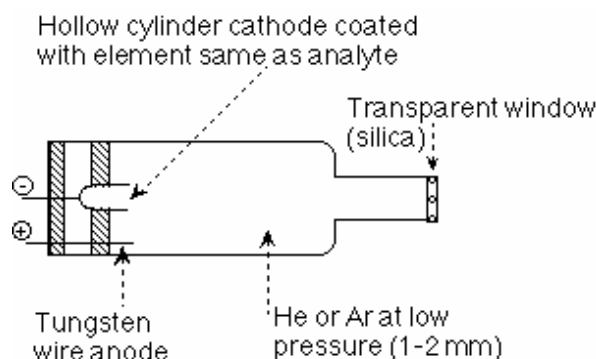 Hollow cylinder cathode coated
with element same as analyte
Transparent window
(silica)
-
+
Tungsten
wire anode
He or Ar at low
pressure (1-2 mm)